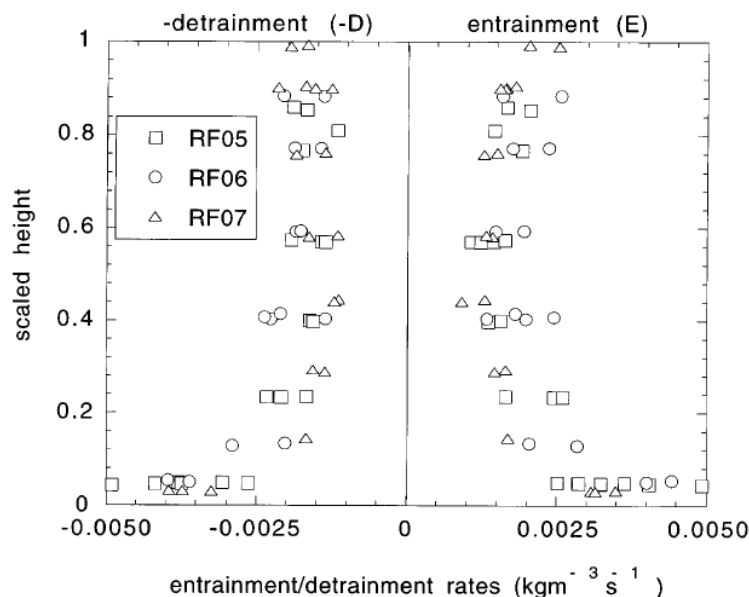 -detrainment (-D) entrainment (E)
1
0.8
0.6
0.4
0.2
0
scaled height
RF05
RF06
RF07
-0.0050 -0.0025 0 0.0025 0.0050
entrainment/detrainment rates (kgm⁻³s⁻¹)